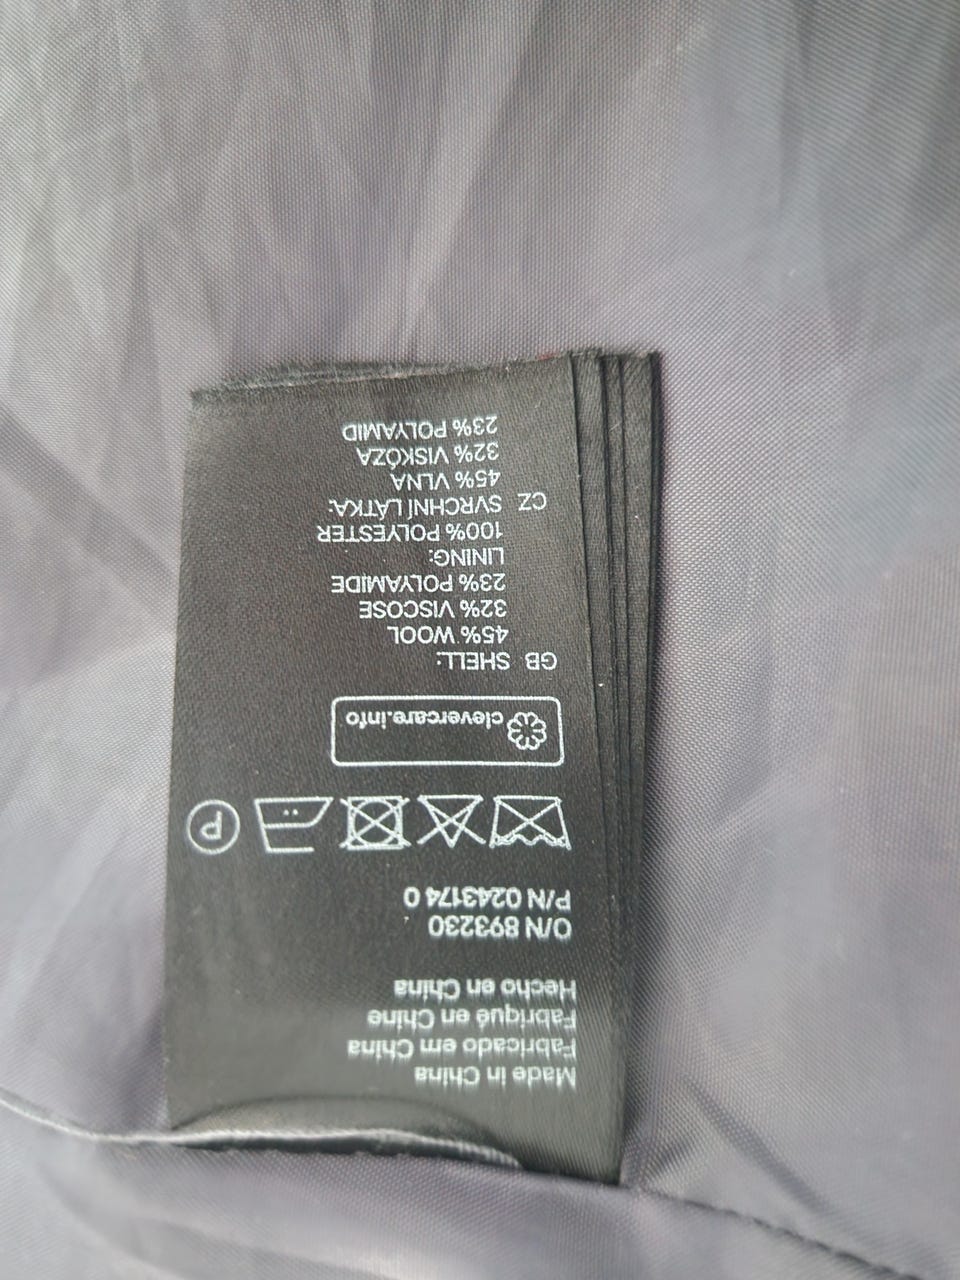 Made in China
Fabricado em China
Fabriqué en Chine
Hecho en China
O/N 893230
P/N 0243174 0
P
clevercare.info
GB SHELL:
45% WOOL
32% VISCOSE
23% POLYAMIDE
LINING:
100% POLYESTER
CZ SVRCHNÍ LÁTKA:
45% VLNA
32% VISKÓZA
23% POLYAMID